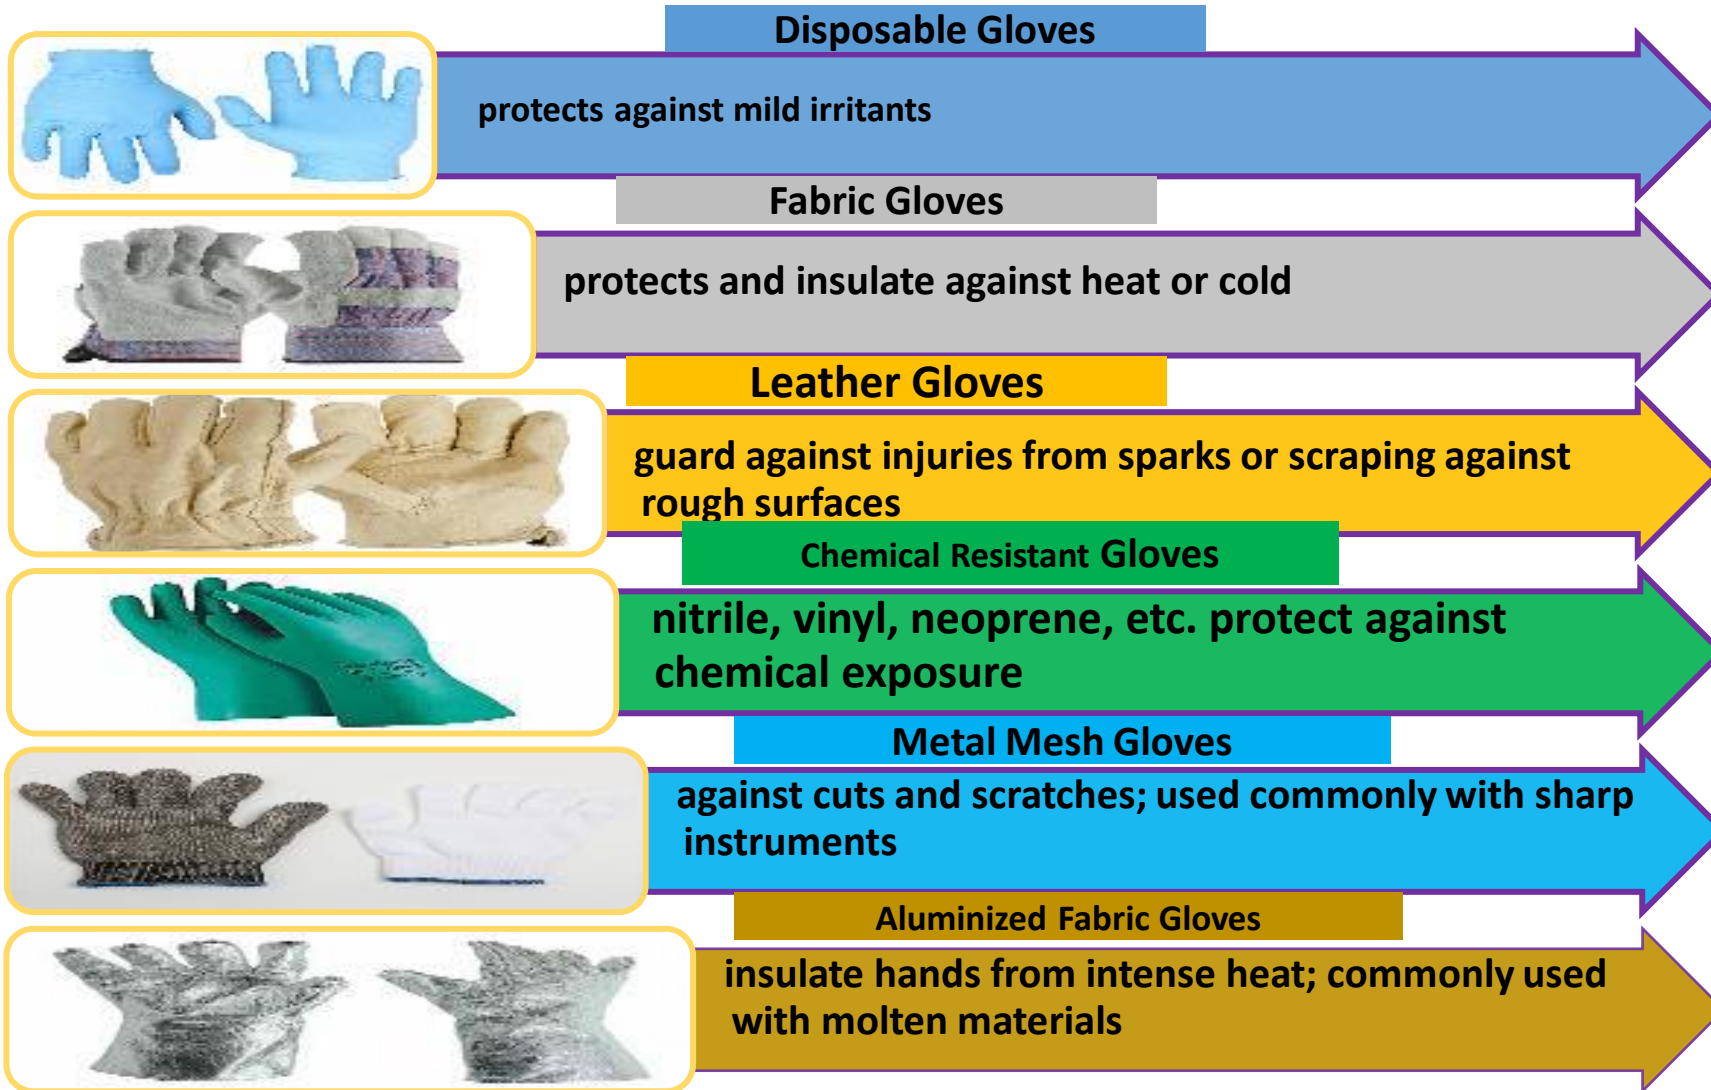 Disposable Gloves
protects against mild irritants
Fabric Gloves
protects and insulate against heat or cold
Leather Gloves
guard against injuries from sparks or scraping against
rough surfaces
Chemical Resistant Gloves
nitrile, vinyl, neoprene, etc. protect against
chemical exposure
Metal Mesh Gloves
against cuts and scratches; used commonly with sharp
instruments
Aluminized Fabric Gloves
insulate hands from intense heat; commonly used
with molten materials